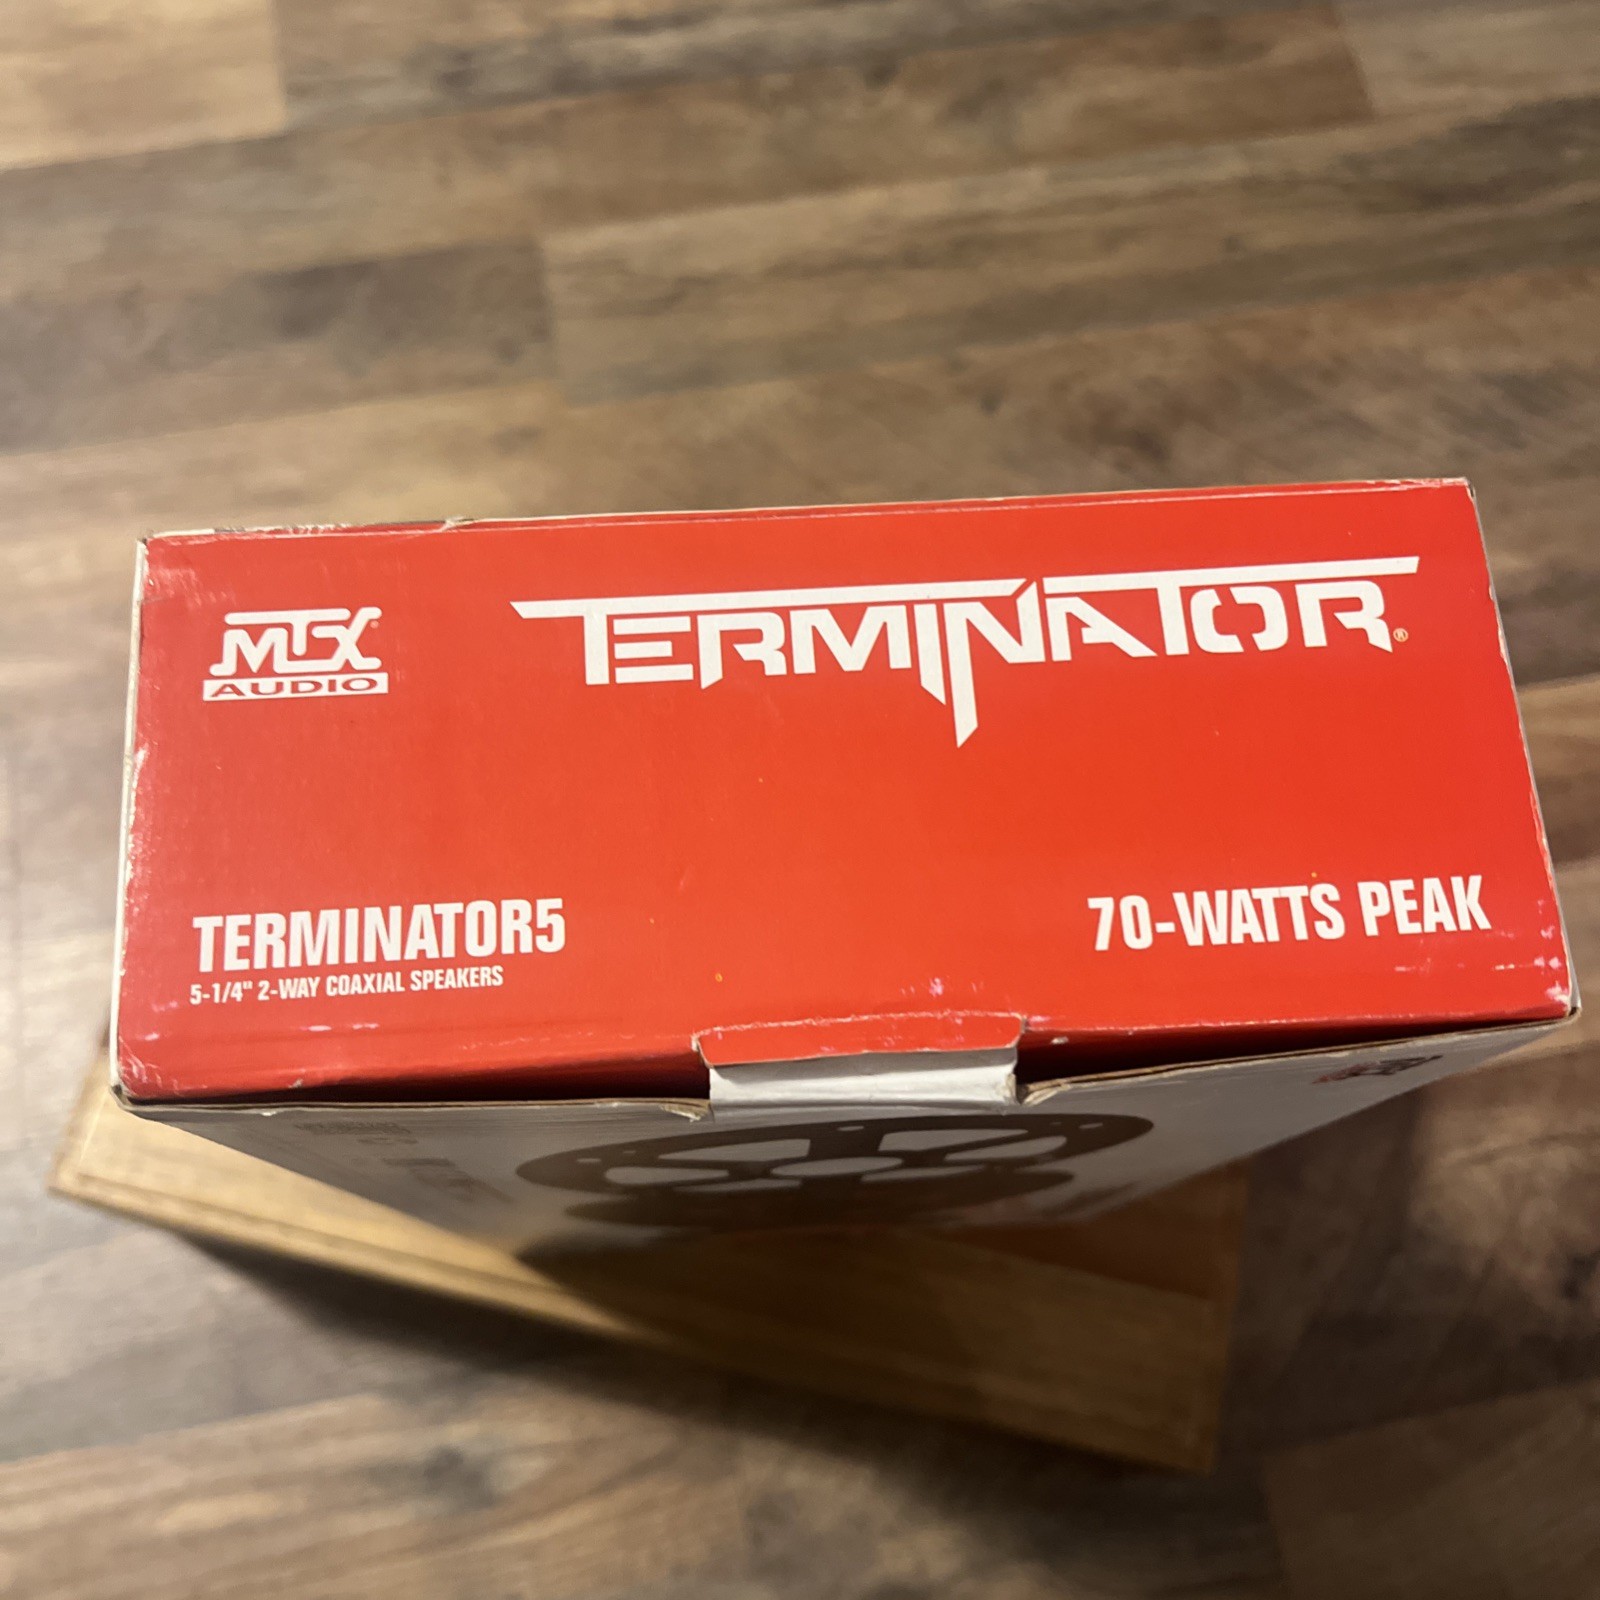 MTX
AUDIO
TERMINATOR®
TERMINATOR5
5-1/4" 2-WAY COAXIAL SPEAKERS
70-WATTS PEAK